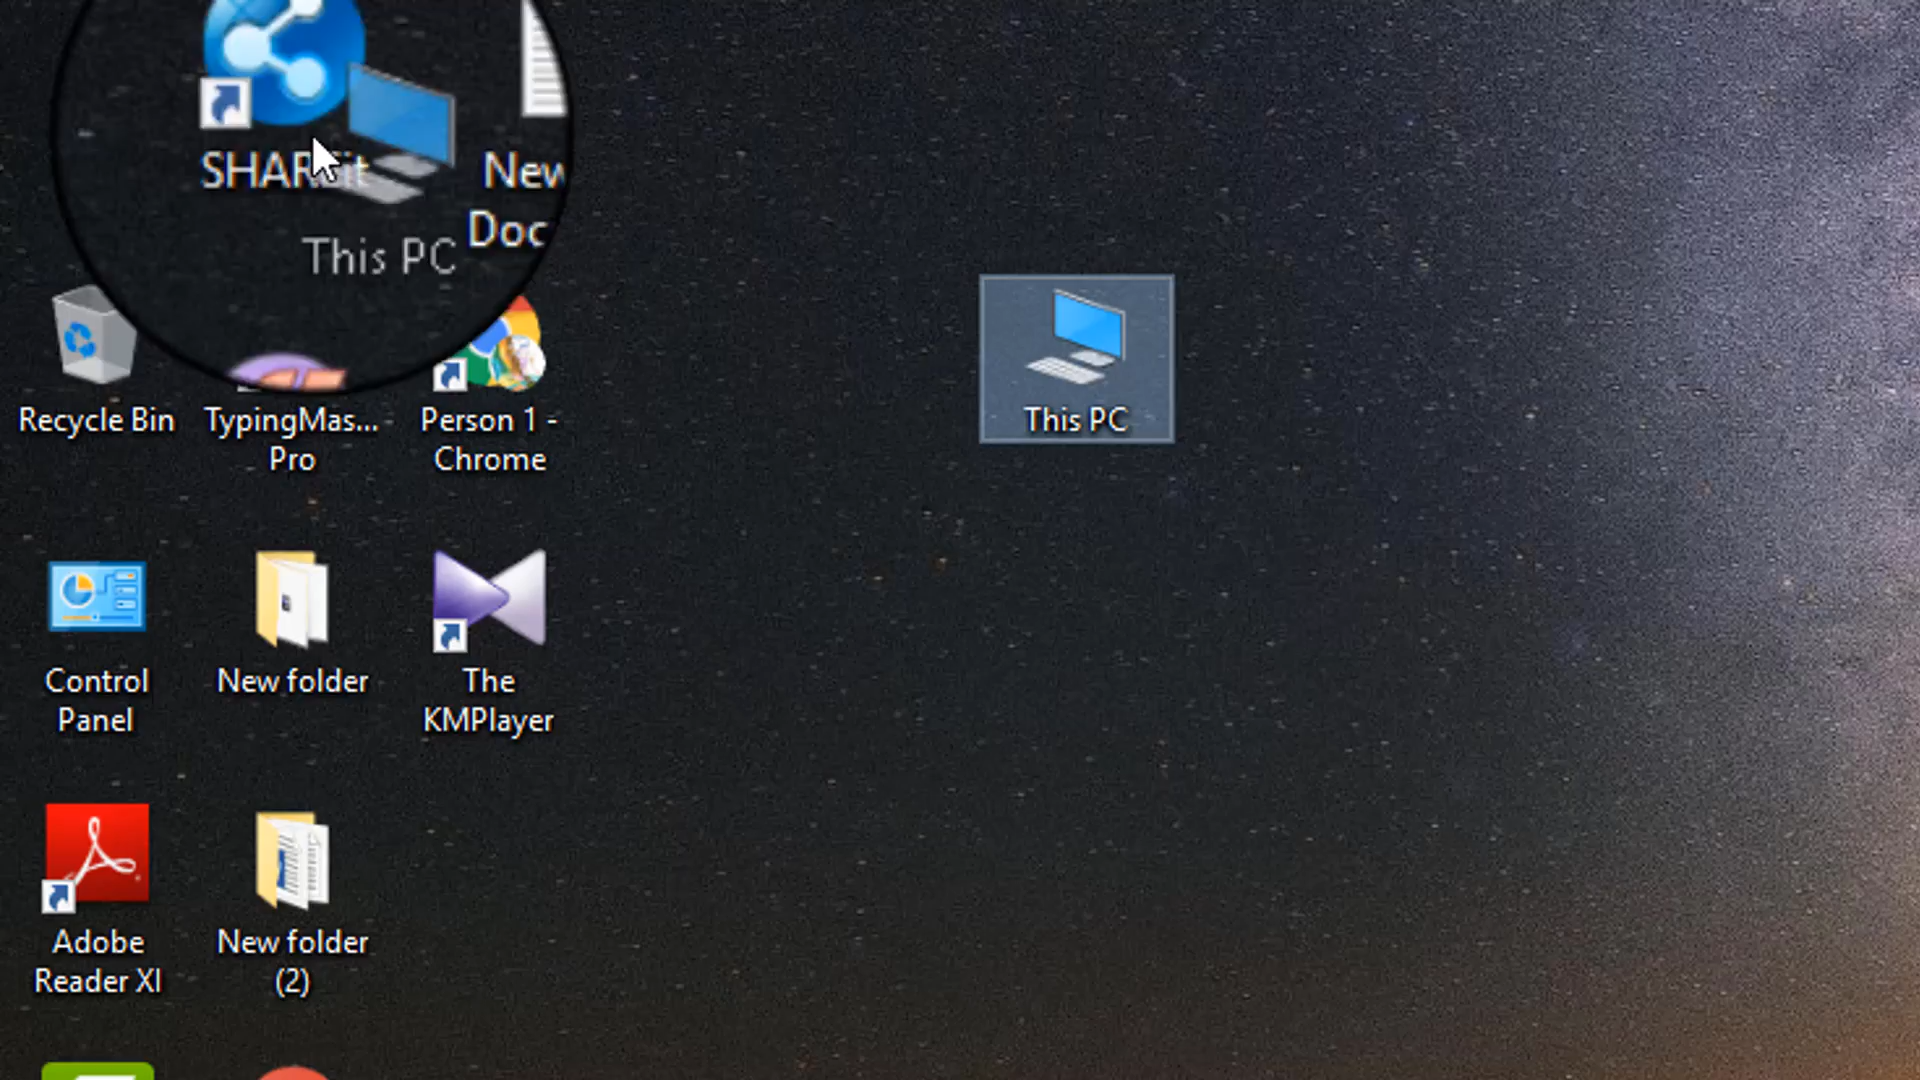 SHAREit
New
Doc
This PC
Recycle Bin
TypingMas...
Pro
Person 1 -
Chrome
This PC
Control
Panel
New folder
The
KMPlayer
Adobe
Reader XI
New folder
(2)